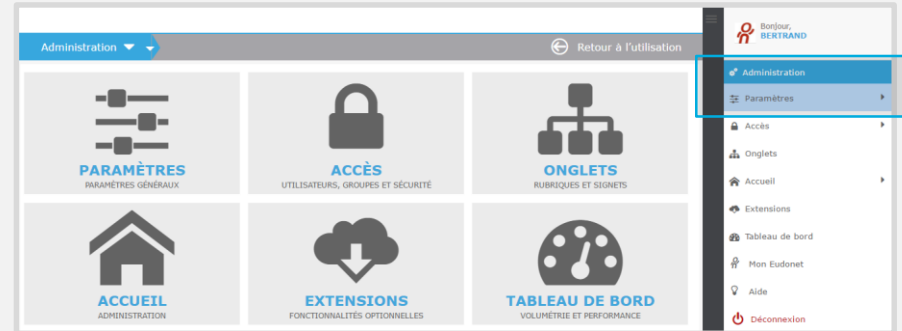 Administration
Retour à l'utilisation
PARAMÈTRES
PARAMÈTRES GÉNÉRAUX
ACCÈS
UTILISATEURS, GROUPES ET SÉCURITÉ
ONGLETS
RUBRIQUES ET SIGNETS
ACCUEIL
ADMINISTRATION
EXTENSIONS
FONCTIONNALITÉS OPTIONNELLES
TABLEAU DE BORD
VOLUMÉTRIE ET PERFORMANCE
Bonjour,
BERTRAND
Administration
Paramètres
Accès
Onglets
Accueil
Extensions
Tableau de bord
Mon Eudonet
Aide
Déconnexion